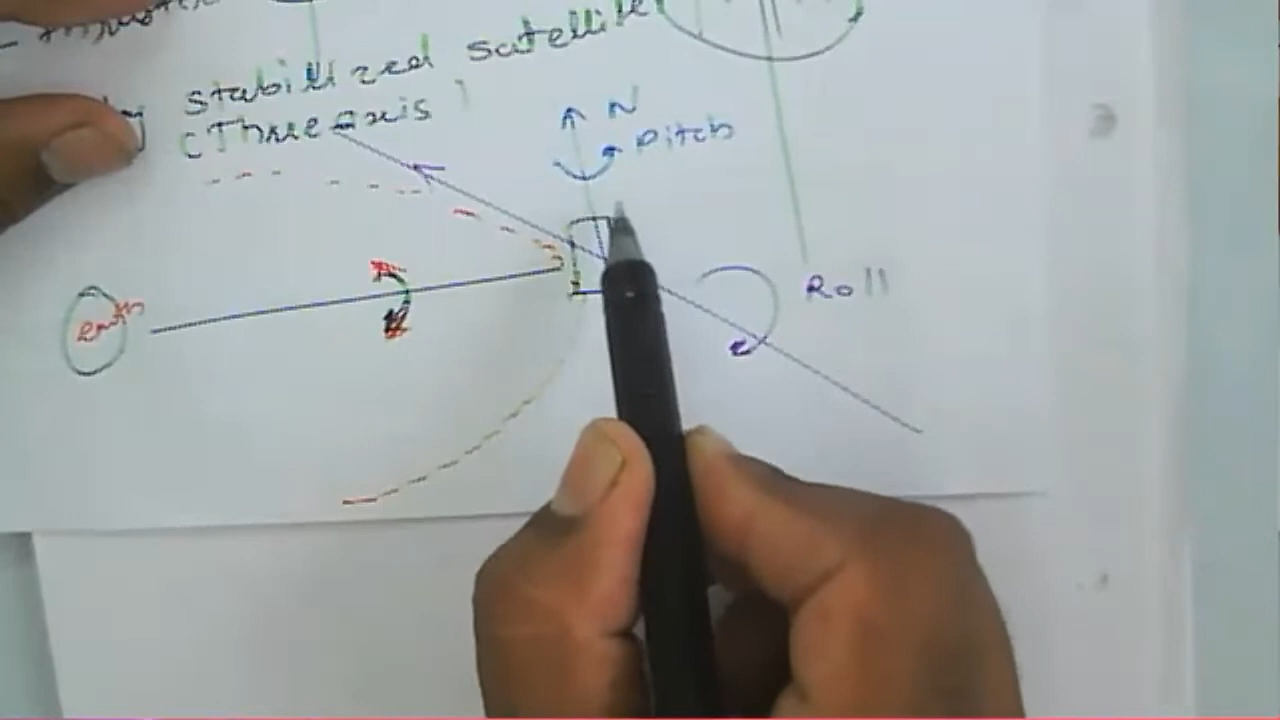 stabilized satellite
(Three axis)
N
Pitch
Roll
Earth